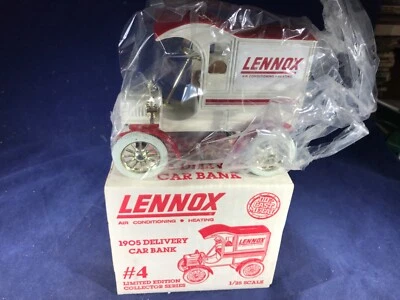 LENNOX
AIR CONDITIONING • HEATING
CAR BANK
LENNOX
AIR CONDITIONING • HEATING
1905 DELIVERY
CAR BANK
#4
LIMITED EDITION
COLLECTOR SERIES
LENNOX
1/25 SCALE